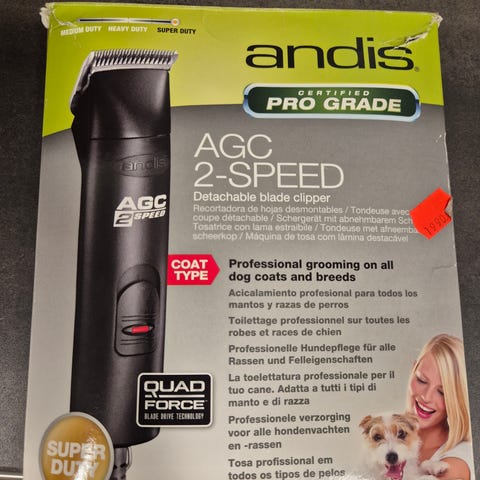 MEDIUM DUTY HEAVY DUTY SUPER DUTY
andis®
CERTIFIED
PRO GRADE
AGC
2-SPEED
Detachable blade clipper
Recortadora de hojas desmontables / Tondeuse avec
coupe détachable / Schergerät mit abnehmbarem
Tosatrice con lama estraibile / Tondeuse met afneemba
scheerkop / Máquina de tosa com lâmina destacável
1990
andis
AGC
2 SPEED
COAT
TYPE
Professional grooming on all
dog coats and breeds
Acicalamiento profesional para todos los
mantos y razas de perros
Toilettage professionnel sur toutes les
robes et races de chien
Professionelle Hundepflege für alle
Rassen und Felleigenschaften
La toelettatura professionale per il
tuo cane. Adatta a tutti i tipi di
manto e di razza
Professionele verzorging
voor alle hondenvachten
en -rassen
Tosa profissional em
todos os tipos de pelos
QUAD
FORCE
BLADE DRIVE TECHNOLOGY
SUPER
DUTY